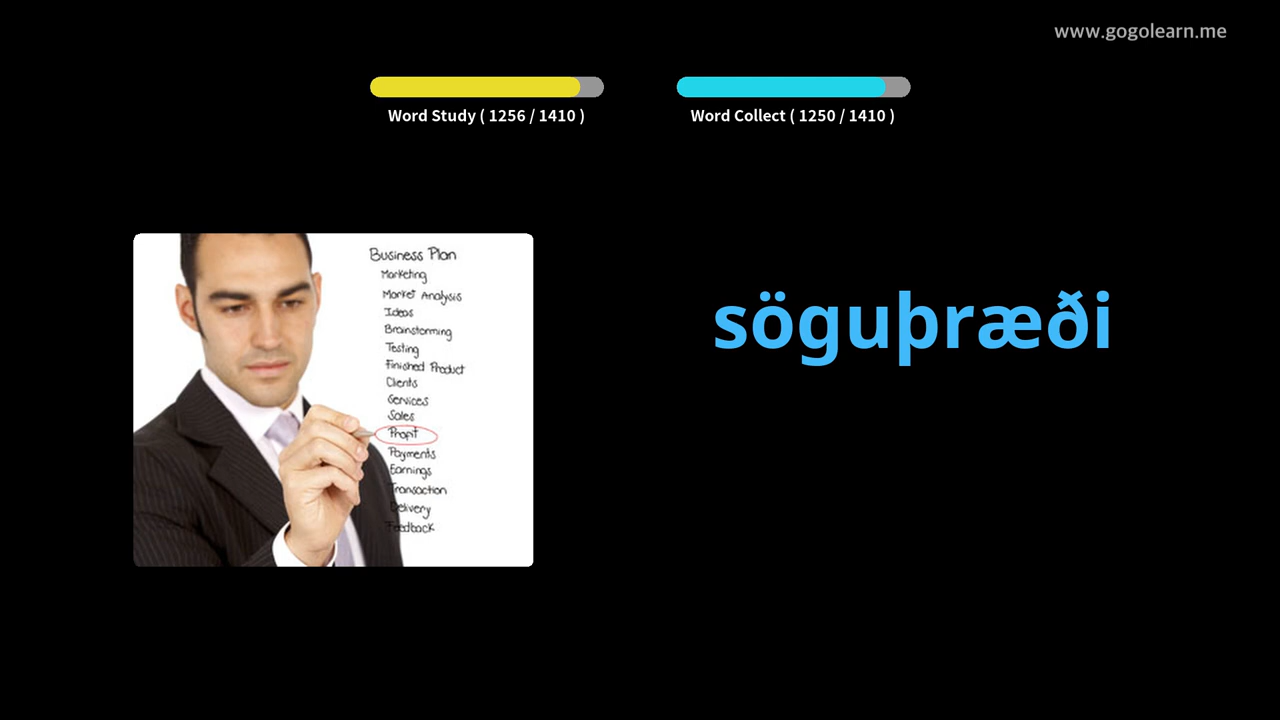 www.gogolearn.me
Word Study ( 1256 / 1410 )
Word Collect ( 1250 / 1410 )
Business Plan
Marketing
Market Analysis
Ideas
Brainstorming
Testing
Finished Product
Clients
Services
Sales
Profit
Payments
Earnings
Transaction
Delivery
Feedback
söguþræði